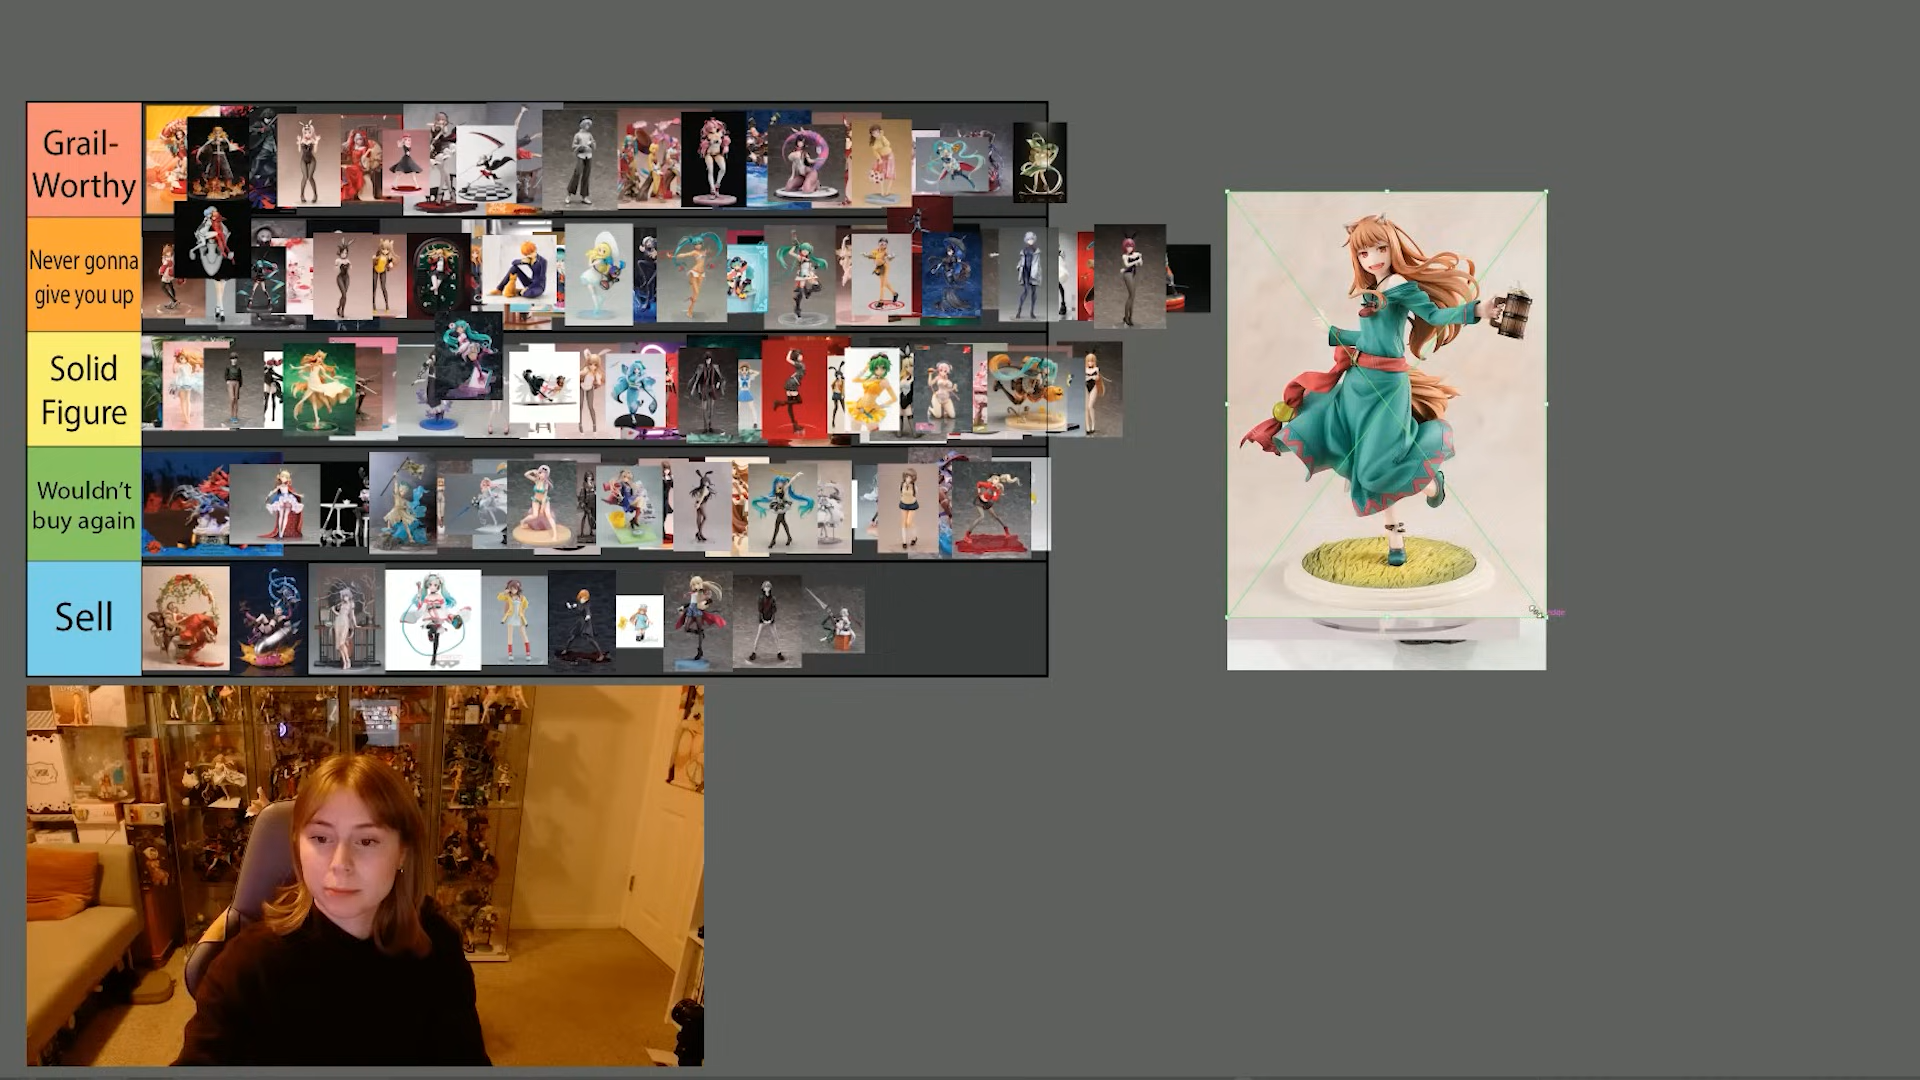 Grail-
Worthy
Never gonna
give you up
Solid
Figure
Wouldn't
buy again
Sell